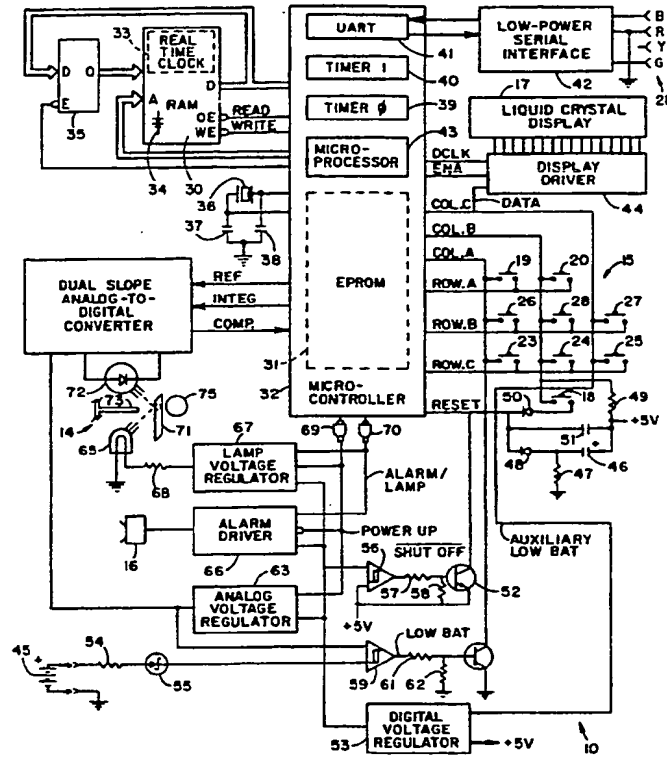 33
REAL
TIME
CLOCK
D
Q
E
35
A
D
RAM
OE
WE
READ
WRITE
34
30
UART
41
TIMER 1
40
TIMER Ø
39
43
MICRO-
PROCESSOR
LOW-POWER
SERIAL
INTERFACE
42
B
R
Y
G
17
LIQUID CRYSTAL
DISPLAY
DCLK
ENA
DISPLAY
DRIVER
44
COL.C
DATA
COL.B
COL.A
36
37
38
EPROM
31
32
MICRO-
CONTROLLER
19
20
15
ROW.A
26
28
27
ROW.B
23
24
25
ROW.C
DUAL SLOPE
ANALOG-TO-
DIGITAL
CONVERTER
REF
INTEG
COMP.
RESET
50
18
49
+5V
51
+
48
46
47
72
73
75
14
71
65
68
67
LAMP
VOLTAGE
REGULATOR
69
70
ALARM/
LAMP
16
ALARM
DRIVER
66
POWER UP
AUXILIARY
LOW BAT
56
SHUT OFF
57
58
52
63
ANALOG
VOLTAGE
REGULATOR
+5V
45
+
54
55
LOW BAT
59
61
62
DIGITAL
VOLTAGE
REGULATOR
53
+5V
10